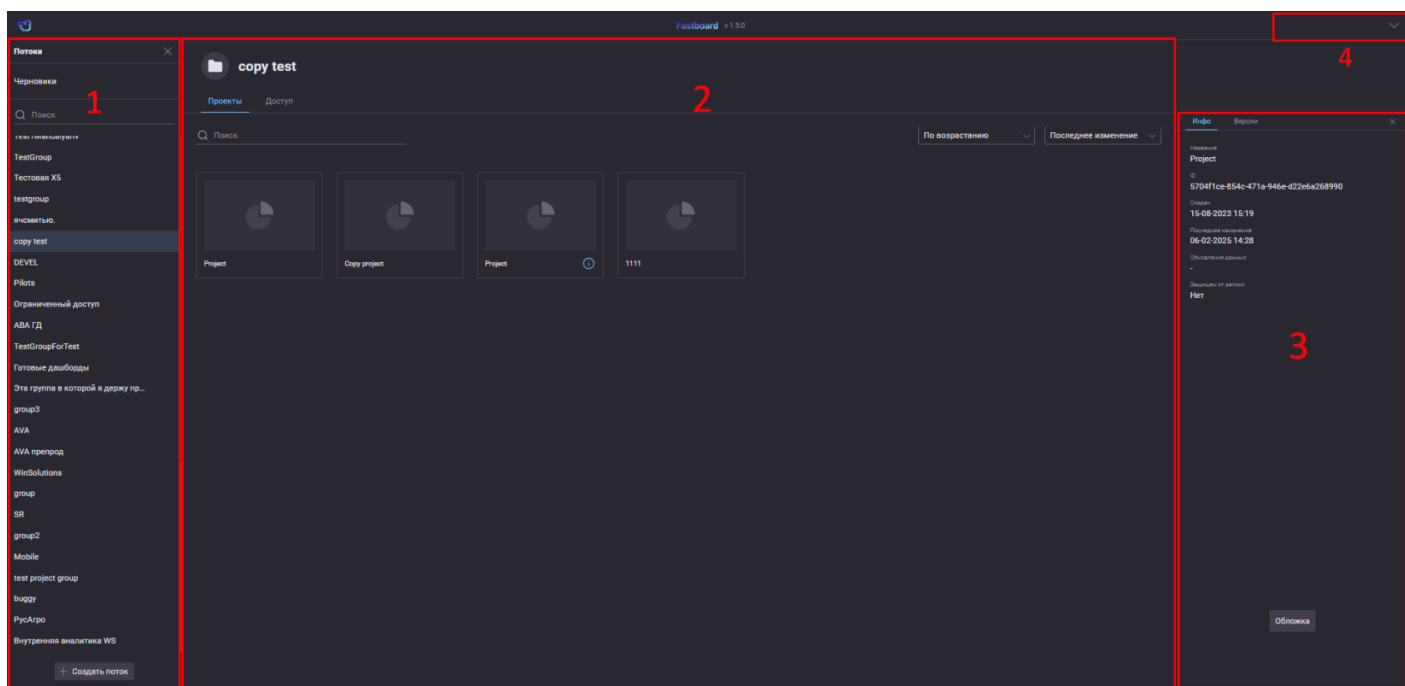 Fastboard v 1.5.0
4
Потоки
Черновики
1
Поиск
TestGroup
Тестовая X5
testgroup
ячсмитью.
copy test
DEVEL
Pilots
Ограниченный доступ
АВА ГД
TestGroupForTest
Готовые дашборды
Эта группа в которой я держу пр...
group3
AVA
AVA препрод
WinSolutions
group
SR
group2
Mobile
test project group
buggy
РусАгро
Внутренняя аналитика WS
+ Создать поток
copy test
2
Проекты Доступ
Поиск
По возрастанию
Последнее изменение
Project
Copy project
Project
1111
Инфо Версии
Название
Project
ID
5704f1ce-854c-471a-946e-d22e6a268990
Создан
15-08-2023 15:19
Последнее изменение
06-02-2025 14:28
Обновление данных
-
Защищен от записи
Нет
3
Обложка